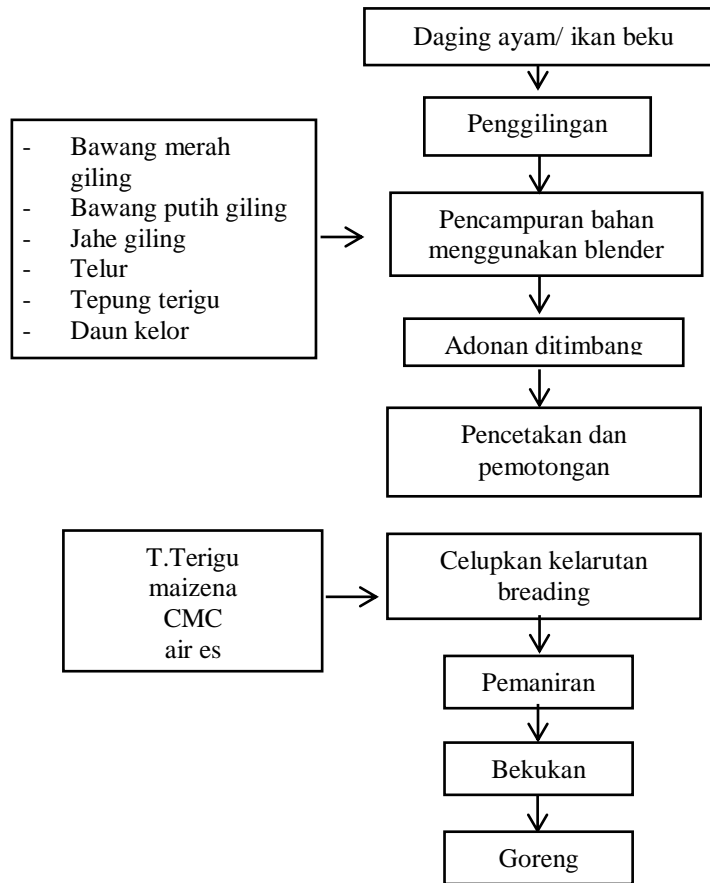 Daging ayam/ ikan beku
Penggilingan
- Bawang merah
giling
- Bawang putih giling
- Jahe giling
- Telur
- Tepung terigu
- Daun kelor
Pencampuran bahan
menggunakan blender
Adonan ditimbang
Pencetakan dan
pemotongan
T.Terigu
maizena
CMC
air es
Celupkan kelarutan
breading
Pemaniran
Bekukan
Goreng